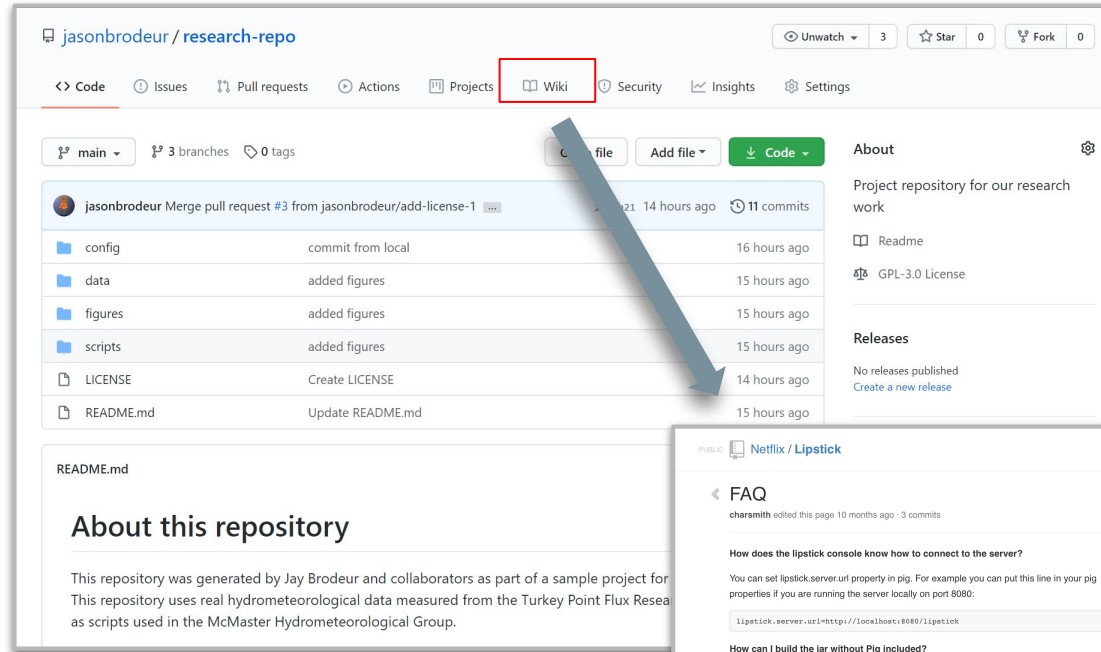 jasonbrodeur / research-repo
Unwatch 3 Star 0 Fork 0
Code Issues Pull requests Actions Projects Wiki Security Insights Settings
main 3 branches 0 tags
file Add file Code
jasonbrodeur Merge pull request #3 from jasonbrodeur/add-license-1 ... 14 hours ago 11 commits
config commit from local 16 hours ago
data added figures 15 hours ago
figures added figures 15 hours ago
scripts added figures 15 hours ago
LICENSE Create LICENSE 14 hours ago
README.md Update README.md 15 hours ago
About
Project repository for our research
work
Readme
GPL-3.0 License
Releases
No releases published
Create a new release
README.md
About this repository
This repository was generated by Jay Brodeur and collaborators as part of a sample project for
This repository uses real hydrometeorological data measured from the Turkey Point Flux Resea
as scripts used in the McMaster Hydrometeorological Group.
PUBLIC Netflix / Lipstick
FAQ
charsmith edited this page 10 months ago · 3 commits
How does the lipstick console know how to connect to the server?
You can set lipstick.server.url property in pig. For example you can put this line in your pig
properties if you are running the server locally on port 8080:
lipstick.server.url=http://localhost:8080/lipstick
How can I build the jar without Pig included?